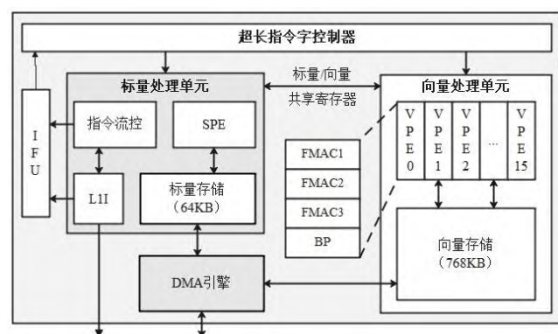 超长指令字控制器
标量处理单元
标量/向量
共享寄存器
向量处理单元
IFU
指令流控
SPE
L1I
标量存储
(64KB)
FMAC1
FMAC2
FMAC3
BP
VPE0
VPE1
VPE2
...
VPE15
向量存储
(768KB)
DMA引擎